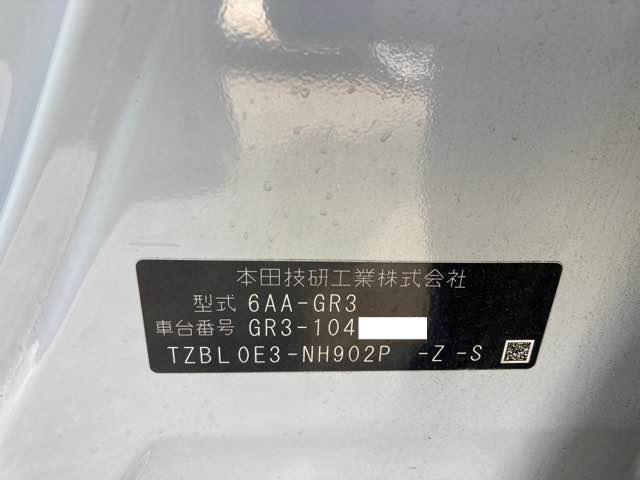 本田技研工業株式会社
型式 6AA-GR3
車台番号 GR3-104
TZBL0E3-NH902P -Z-S